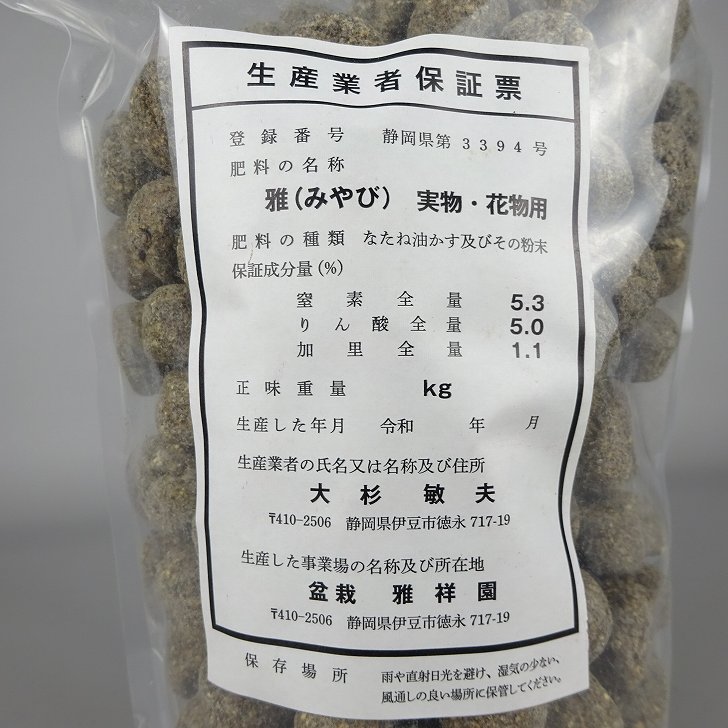 生産業者保証票
登録番号 静岡県第3394号
肥料の名称
雅(みやび) 実物・花物用
肥料の種類 なたね油かす及びその粉末
保証成分量(%)
窒素全量 5.3
りん酸全量 5.0
加里全量 1.1
正味重量 kg
生産した年月 令和 年 月
生産業者の氏名又は名称及び住所
大杉 敏夫
〒410-2506 静岡県伊豆市徳永717-19
生産した事業場の名称及び所在地
盆栽 雅祥園
〒410-2506 静岡県伊豆市徳永717-19
保存場所 雨や直射日光を避け、湿気の少ない、
風通しの良い場所に保管してください。